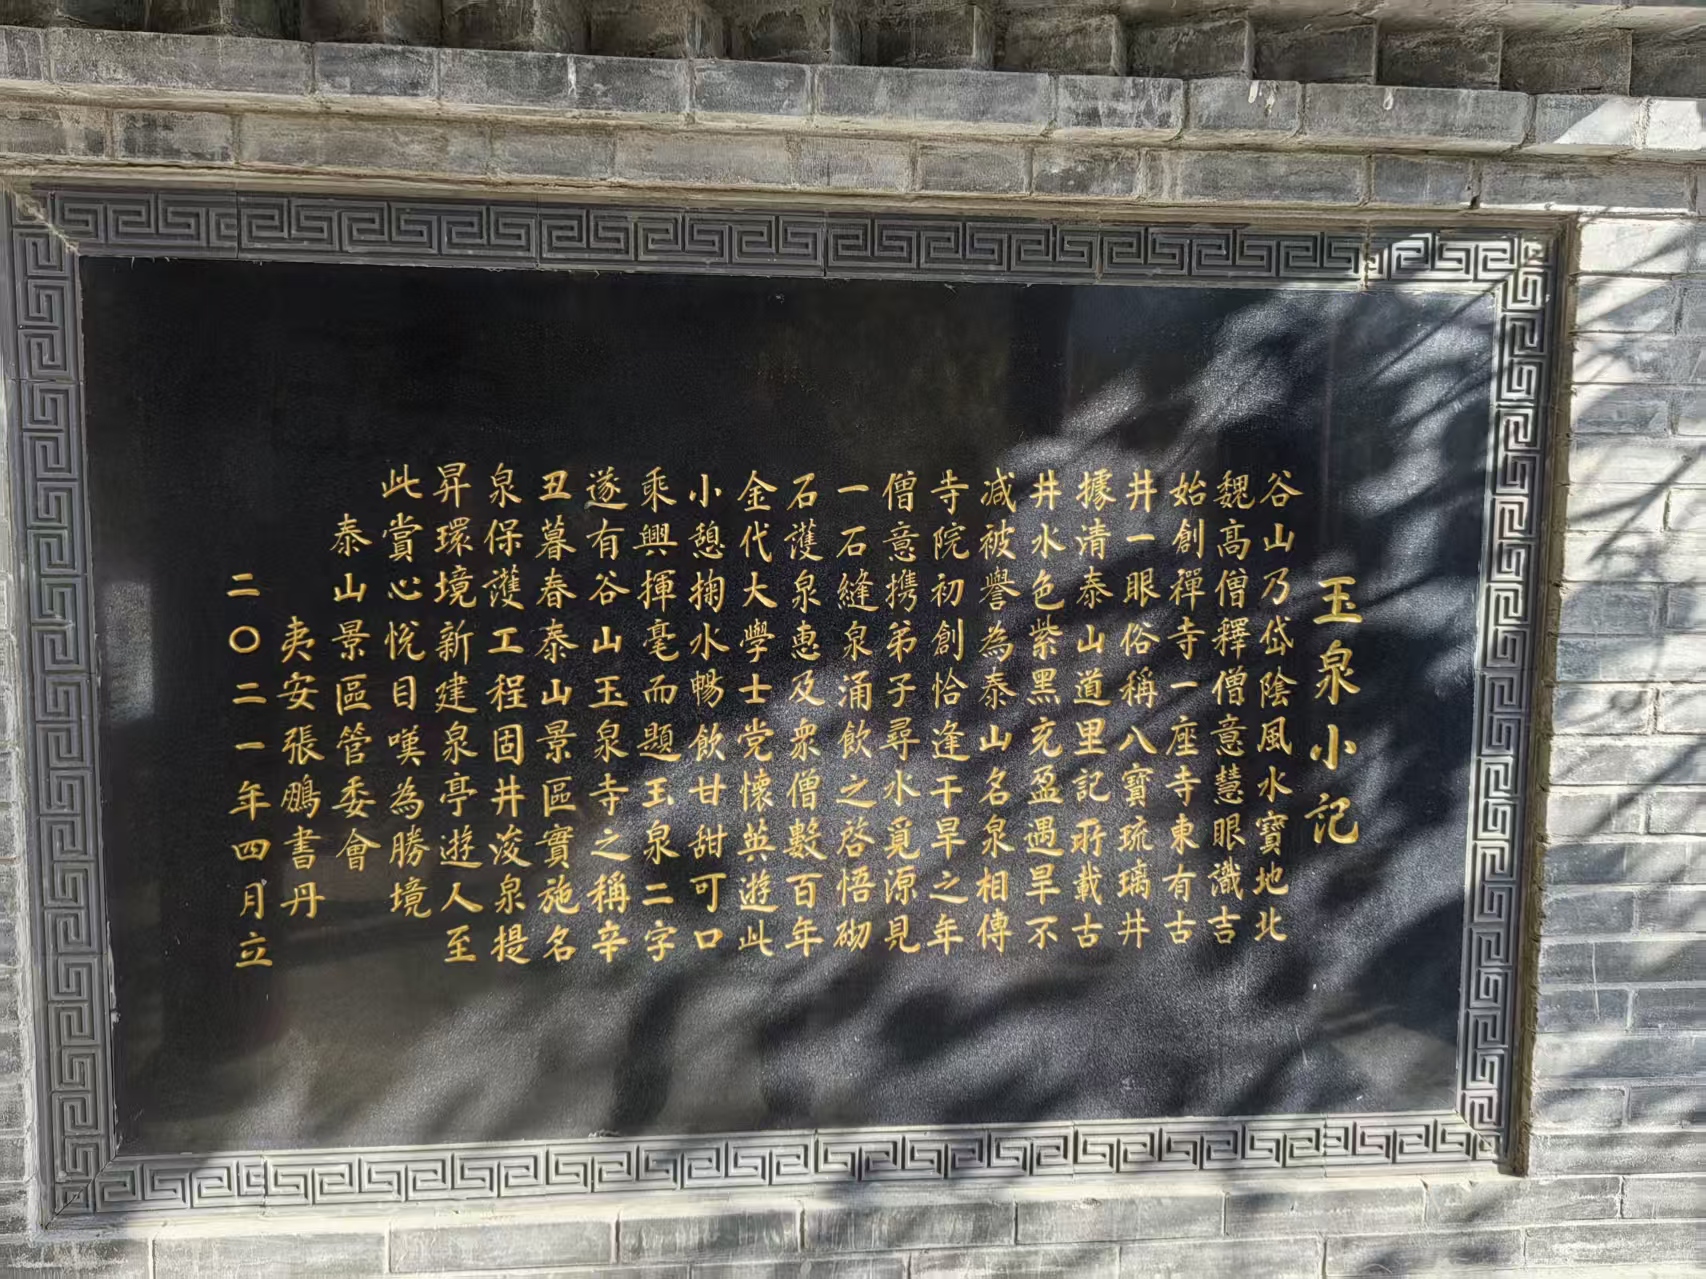 玉泉小記
谷山乃岱陰風水寶地北
魏高僧釋僧意慧眼識吉
始創禪寺一座寺東有古
井一眼俗稱八寶琉璃井
據清泰山道里記所載古
井水色紫黑充盈遇旱不
減被譽為泰山名泉相傳
寺院初創恰逢干旱之年
僧意携弟子尋水覓源見
一石縫泉涌飲之啓悟砌
石護泉惠及衆僧數百年
金代大學士党懷英遊此
小憩掬水暢飲甘甜可口
乘興揮毫而題玉泉二字
遂有谷山玉泉寺之稱辛
丑暮春泰山景區實施名
泉保護工程固井浚泉提
昇環境新建泉亭遊人至
此賞心悅目嘆為勝境
泰山景區管委會
夷安張鵬書丹
二〇二一年四月立